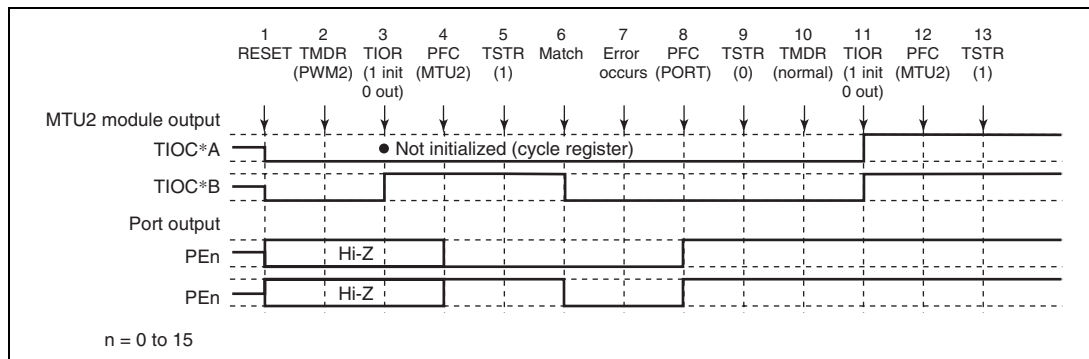 1 2 3 4 5 6 7 8 9 10 11 12 13
RESET TMDR TIOR PFC TSTR Match Error PFC TSTR TMDR TIOR PFC TSTR
(PWM2) (1 init (MTU2) (1) occurs (PORT) (0) (normal) (1 init (MTU2) (1)
0 out) 0 out)
MTU2 module output
TIOC*A
● Not initialized (cycle register)
TIOC*B
Port output
PEn Hi-Z
PEn Hi-Z
n = 0 to 15